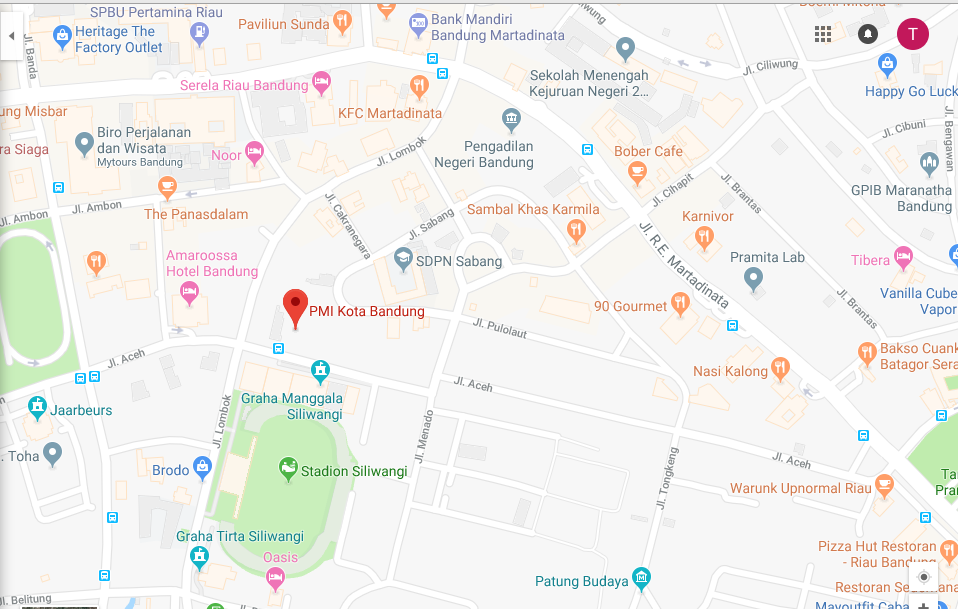 SPBU Pertamina Riau
Paviliun Sunda
Bank Mandiri
Bandung Martadinata
T
Heritage The
Factory Outlet
Jl. Banda
Sekolah Menengah
Kejuruan Negeri 2...
Jl. Ciliwung
Serela Riau Bandung
Happy Go Luck
KFC Martadinata
ung Misbar
Jl. Cibuni
Jl. Bengawan
Biro Perjalanan
dan Wisata
Mytours Bandung
ra Siaga
Noor
Jl. Lombok
Pengadilan
Negeri Bandung
Bober Cafe
GPIB Maranatha
Bandung
Jl. Cihapit
Jl. Brantas
Jl. Ambon
Jl. Ambon
The Panasdalam
Jl. Cakranegara
Jl. Sabang
Sambal Khas Karmila
Karnivor
Jl. R.E. Martadinata
Amaroossa
Hotel Bandung
SDPN Sabang
Pramita Lab
Tibera
Vanilla Cube
Vapor
Jl. Brantas
PMI Kota Bandung
90 Gourmet
Jl. Pulolaut
Jl. Aceh
Bakso Cuank
Batagor Sera
Nasi Kalong
Jl. Aceh
Graha Manggala
Siliwangi
Jaarbeurs
Jl. Lombok
Jl. Menado
. Toha
Brodo
Stadion Siliwangi
Jl. Tongkeng
Jl. Aceh
Ta
Pra
Warunk Upnormal Riau
Graha Tirta Siliwangi
Oasis
Pizza Hut Restoran
- Riau Bandung
Patung Budaya
Jl. Belitung